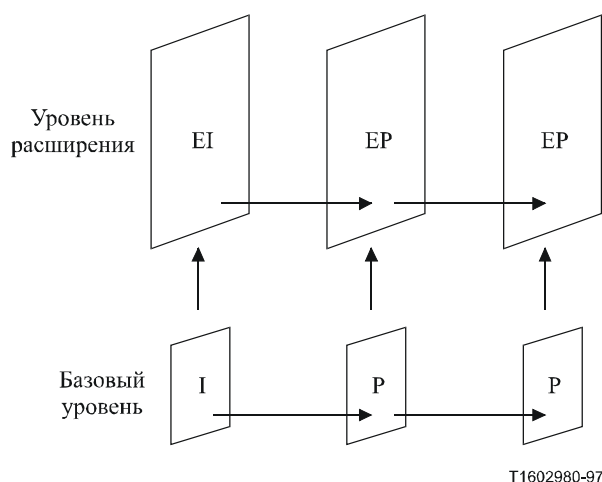 Уровень
расширения
EI
EP
EP
Базовый
уровень
I
P
P
T1602980-97